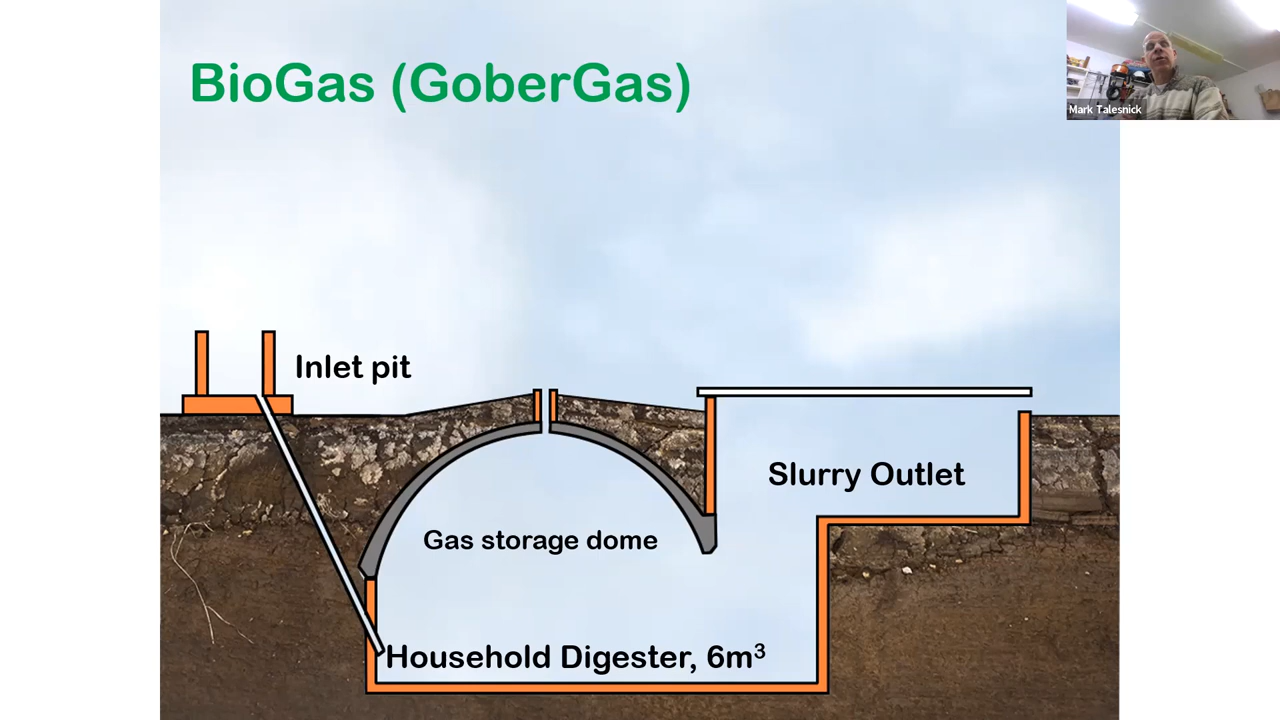 BioGas (GoberGas)
Mark Talesnick
Inlet pit
Slurry Outlet
Gas storage dome
Household Digester, 6m³